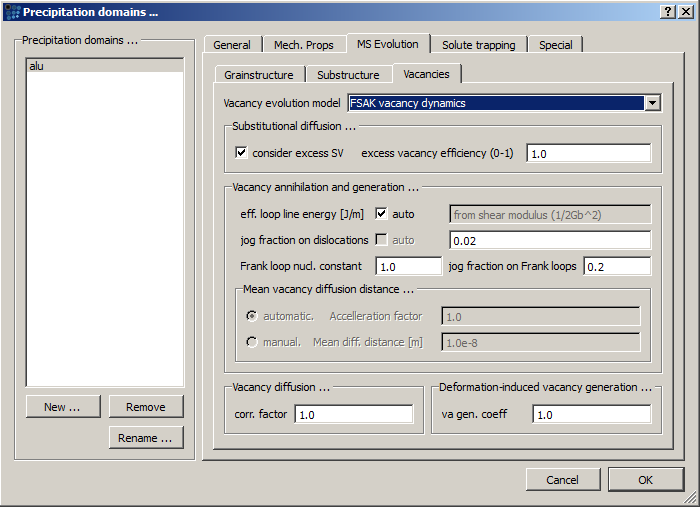 Precipitation domains ...
Precipitation domains ...
alu
New ...
Remove
Rename ...
General
Mech. Props
MS Evolution
Solute trapping
Special
Grainstructure
Substructure
Vacancies
Vacancy evolution model
FSAK vacancy dynamics
Substitutional diffusion ...
consider excess SV
excess vacancy efficiency (0-1)
1.0
Vacancy annihilation and generation ...
eff. loop line energy [J/m]
auto
from shear modulus (1/2Gb^2)
jog fraction on dislocations
auto
0.02
Frank loop nucl. constant
1.0
jog fraction on Frank loops
0.2
Mean vacancy diffusion distance ...
automatic.
Accelleration factor
1.0
manual.
Mean diff. distance [m]
1.0e-8
Vacancy diffusion ...
corr. factor
1.0
Deformation-induced vacancy generation ...
va gen. coeff
1.0
Cancel
OK